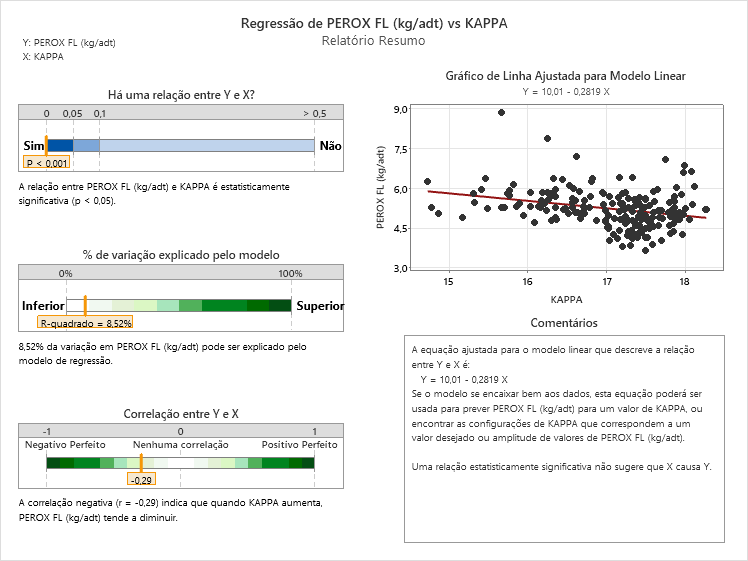 Regressão de PEROX FL (kg/adt) vs KAPPA
Relatório Resumo
Y: PEROX FL (kg/adt)
X: KAPPA
Há uma relação entre Y e X?
0 0,05 0,1 > 0,5
Sim Não
P < 0,001
A relação entre PEROX FL (kg/adt) e KAPPA é estatisticamente
significativa (p < 0,05).
% de variação explicado pelo modelo
0% 100%
Inferior Superior
R-quadrado = 8,52%
8,52% da variação em PEROX FL (kg/adt) pode ser explicado pelo
modelo de regressão.
Correlação entre Y e X
-1 0 1
Negativo Perfeito Nenhuma correlação Positivo Perfeito
-0,29
A correlação negativa (r = -0,29) indica que quando KAPPA aumenta,
PEROX FL (kg/adt) tende a diminuir.
Gráfico de Linha Ajustada para Modelo Linear
Y = 10,01 - 0,2819 X
9,0
7,5
6,0
4,5
3,0
PEROX FL (kg/adt)
15 16 17 18
KAPPA
Comentários
A equação ajustada para o modelo linear que descreve a relação
entre Y e X é:
Y = 10,01 - 0,2819 X
Se o modelo se encaixar bem aos dados, esta equação poderá ser
usada para prever PEROX FL (kg/adt) para um valor de KAPPA, ou
encontrar as configurações de KAPPA que correspondem a um
valor desejado ou amplitude de valores de PEROX FL (kg/adt).
Uma relação estatisticamente significativa não sugere que X causa Y.